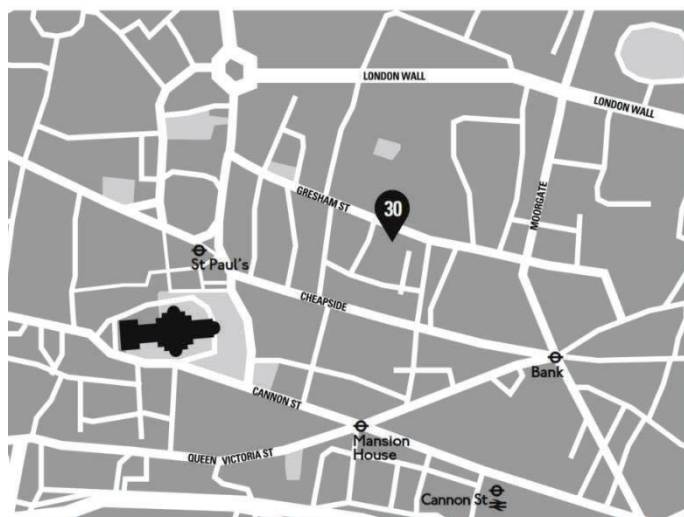 LONDON WALL
LONDON WALL
MOORGATE
GRESHAM ST
30
St Paul's
CHEAPSIDE
Bank
CANNON ST
Mansion
House
QUEEN VICTORIA ST
Cannon St